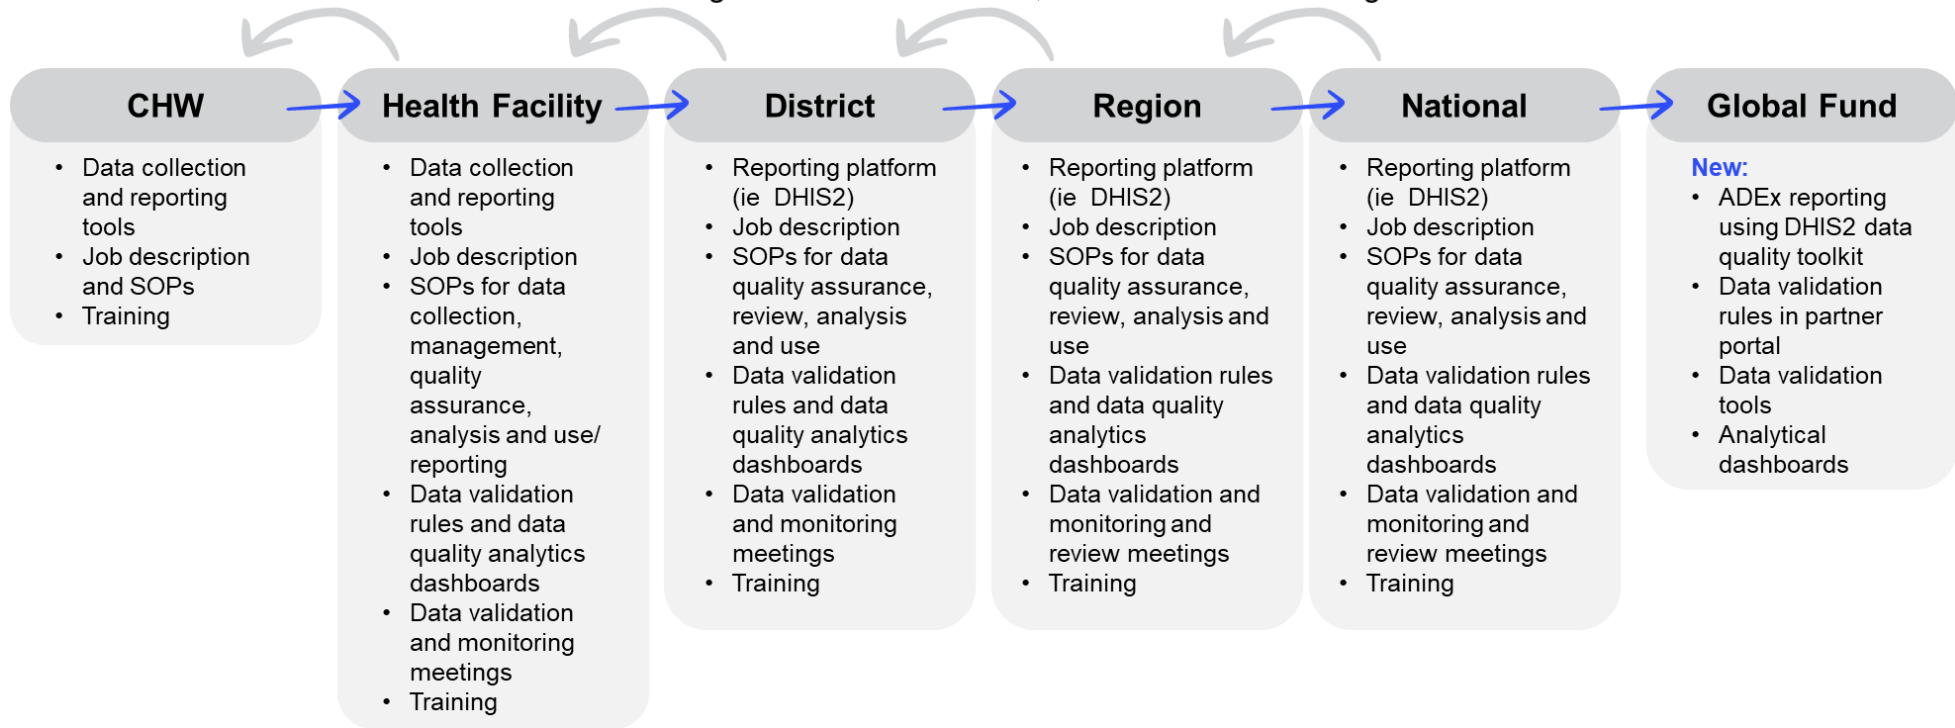 CHW
• Data collection
and reporting
tools
• Job description
and SOPs
• Training
Health Facility
• Data collection
and reporting
tools
• Job description
• SOPs for data
collection,
management,
quality
assurance,
analysis and use/
reporting
• Data validation
rules and data
quality analytics
dashboards
• Data validation
and monitoring
meetings
• Training
District
• Reporting platform
(ie DHIS2)
• Job description
• SOPs for data
quality assurance,
review, analysis
and use
• Data validation
rules and data
quality analytics
dashboards
• Data validation
and monitoring
meetings
• Training
Region
• Reporting platform
(ie DHIS2)
• Job description
• SOPs for data
quality assurance,
review, analysis and
use
• Data validation rules
and data quality
analytics
dashboards
• Data validation and
monitoring and
review meetings
• Training
National
• Reporting platform
(ie DHIS2)
• Job description
• SOPs for data
quality assurance,
review, analysis and
use
• Data validation rules
and data quality
analytics
dashboards
• Data validation and
monitoring and
review meetings
• Training
Global Fund
New:
• ADEx reporting
using DHIS2 data
quality toolkit
• Data validation
rules in partner
portal
• Data validation
tools
• Analytical
dashboards